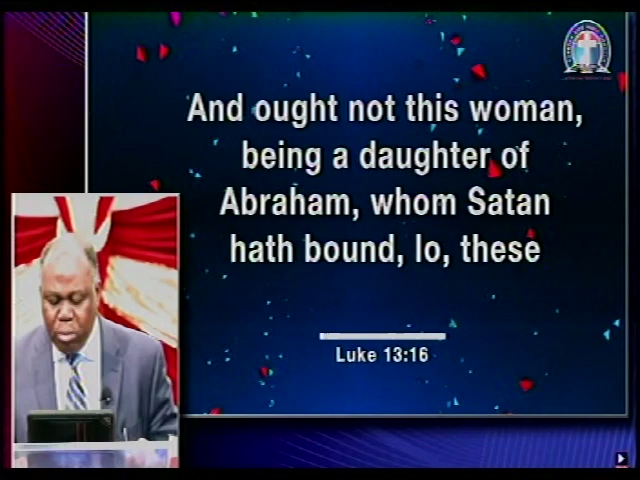 And ought not this woman,
being a daughter of
Abraham, whom Satan
hath bound, lo, these
Luke 13:16